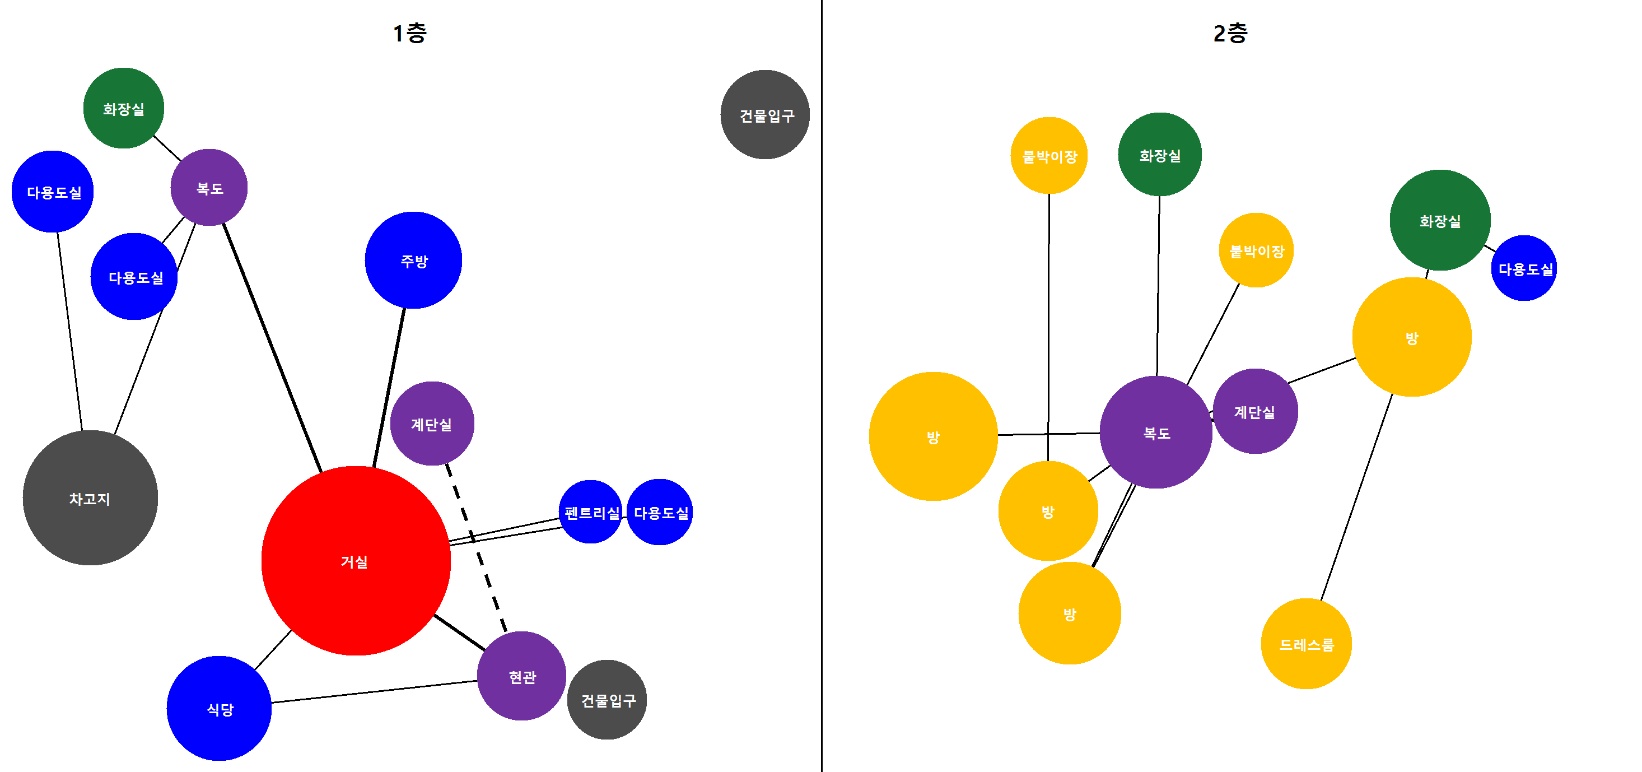 1층
화장실
건물입구
다용도실
복도
다용도실
주방
계단실
차고지
펜트리실
다용도실
거실
현관
식당
건물입구
2층
붙박이장
화장실
붙박이장
화장실
다용도실
방
계단실
복도
방
방
방
드레스룸